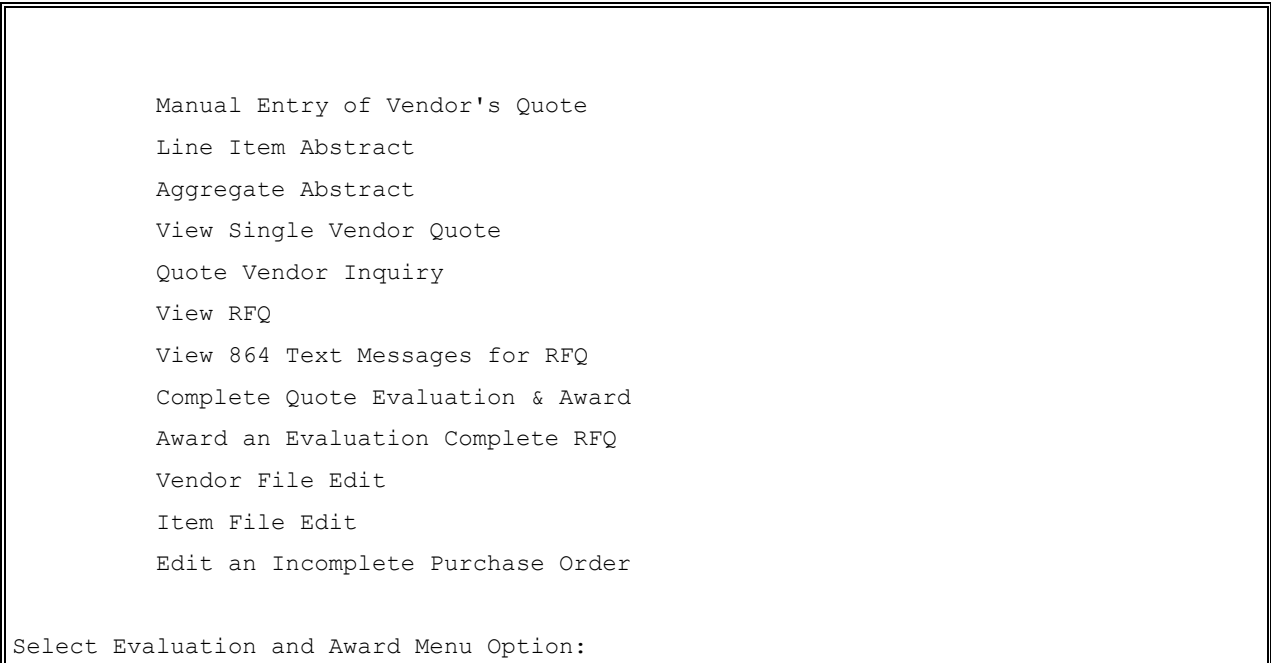 Manual Entry of Vendor's Quote
Line Item Abstract
Aggregate Abstract
View Single Vendor Quote
Quote Vendor Inquiry
View RFQ
View 864 Text Messages for RFQ
Complete Quote Evaluation & Award
Award an Evaluation Complete RFQ
Vendor File Edit
Item File Edit
Edit an Incomplete Purchase Order
Select Evaluation and Award Menu Option: